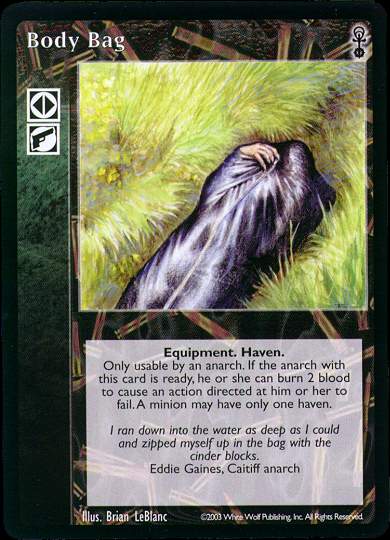 Body Bag
Equipment. Haven.
Only usable by an anarch. If the anarch with
this card is ready, he or she can burn 2 blood
to cause an action directed at him or her to
fail. A minion may have only one haven.
I ran down into the water as deep as I could
and zipped myself up in the bag with the
cinder blocks.
Eddie Gaines, Caitiff anarch
Illus. Brian LeBlanc
©2003 White Wolf Publishing, Inc. All Rights Reserved.